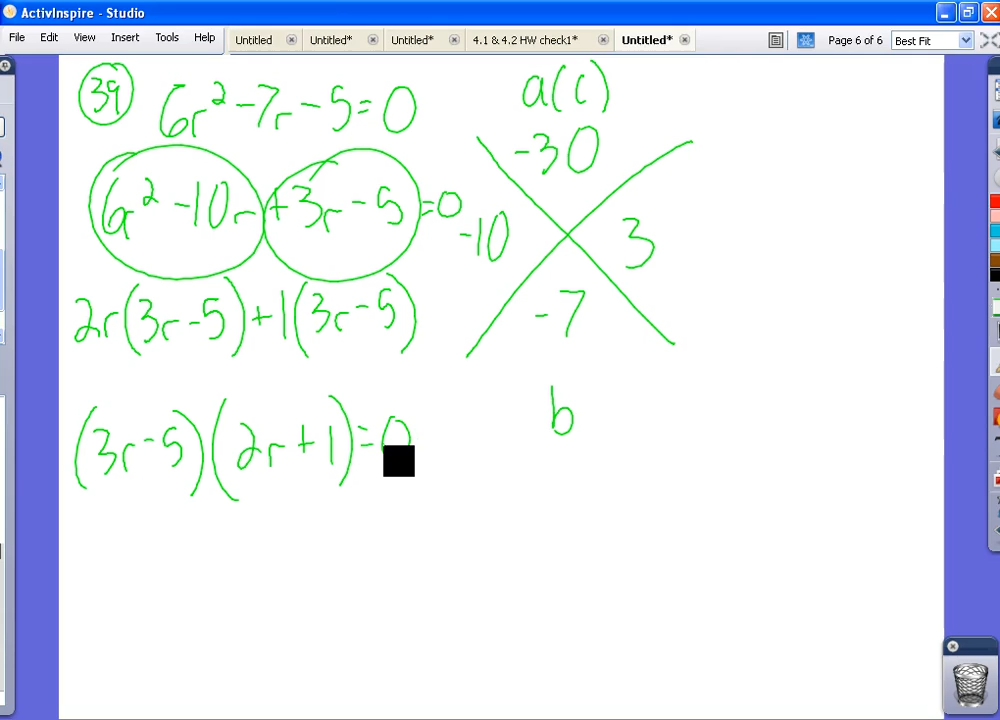 ActivInspire - Studio
File Edit View Insert Tools Help Untitled Untitled* Untitled* 4.1 & 4.2 HW check1* Untitled* Page 6 of 6 Best Fit
39 6r² - 7r - 5 = 0
a(c)
-30
6r² - 10r + 3r - 5 = 0
-10 3
2r(3r - 5) + 1(3r - 5)
-7
b
(3r - 5)(2r + 1) = 0